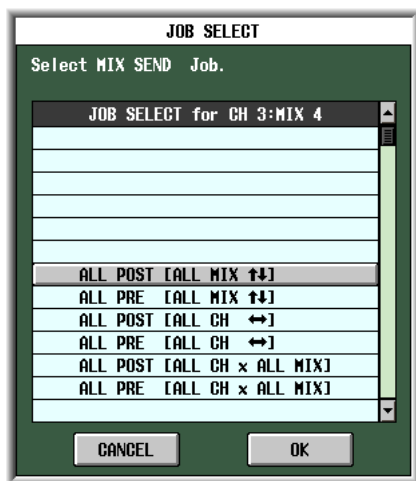 JOB SELECT
Select MIX SEND Job.
JOB SELECT for CH 3:MIX 4
ALL POST [ALL MIX ↑↓]
ALL PRE [ALL MIX ↑↓]
ALL POST [ALL CH ↔]
ALL PRE [ALL CH ↔]
ALL POST [ALL CH x ALL MIX]
ALL PRE [ALL CH x ALL MIX]
CANCEL OK